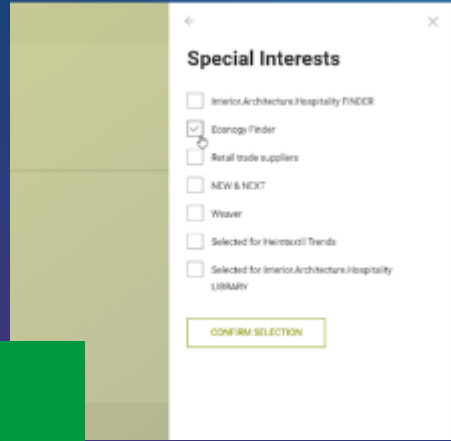 Special Interests
Interior.Architecture.Hospitality FINDER
Econogy Finder
Retail trade suppliers
NEW & NEXT
Weaver
Selected for Heimtextil Trends
Selected for Interior.Architecture.Hospitality
LIBRARY
CONFIRM SELECTION